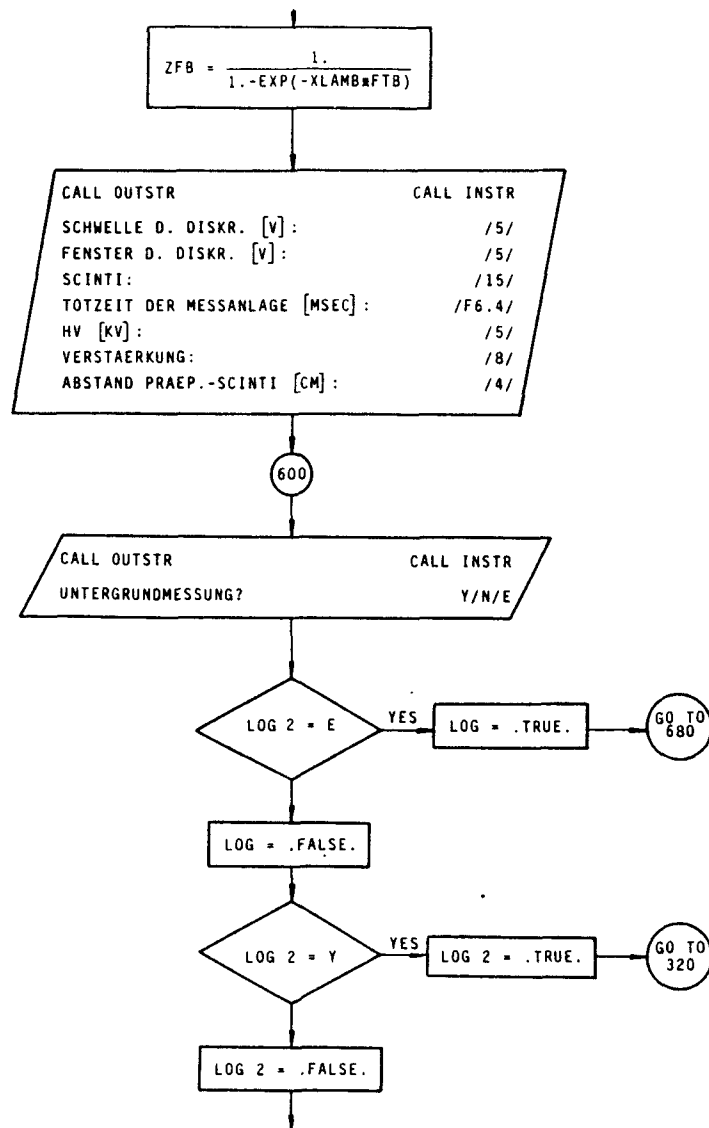 ZFB = 1.
1.-EXP(-XLAMB*FTB)
CALL OUTSTR CALL INSTR
SCHWELLE D. DISKR. [V]: /5/
FENSTER D. DISKR. [V]: /5/
SCINTI: /15/
TOTZEIT DER MESSANLAGE [MSEC]: /F6.4/
HV [KV]: /5/
VERSTAERKUNG: /8/
ABSTAND PRAEP.-SCINTI [CM]: /4/
600
CALL OUTSTR CALL INSTR
UNTERGRUNDMESSUNG? Y/N/E
LOG 2 = E
YES
LOG = .TRUE.
GO TO
680
LOG = .FALSE.
LOG 2 = Y
YES
LOG 2 = .TRUE.
GO TO
320
LOG 2 = .FALSE.